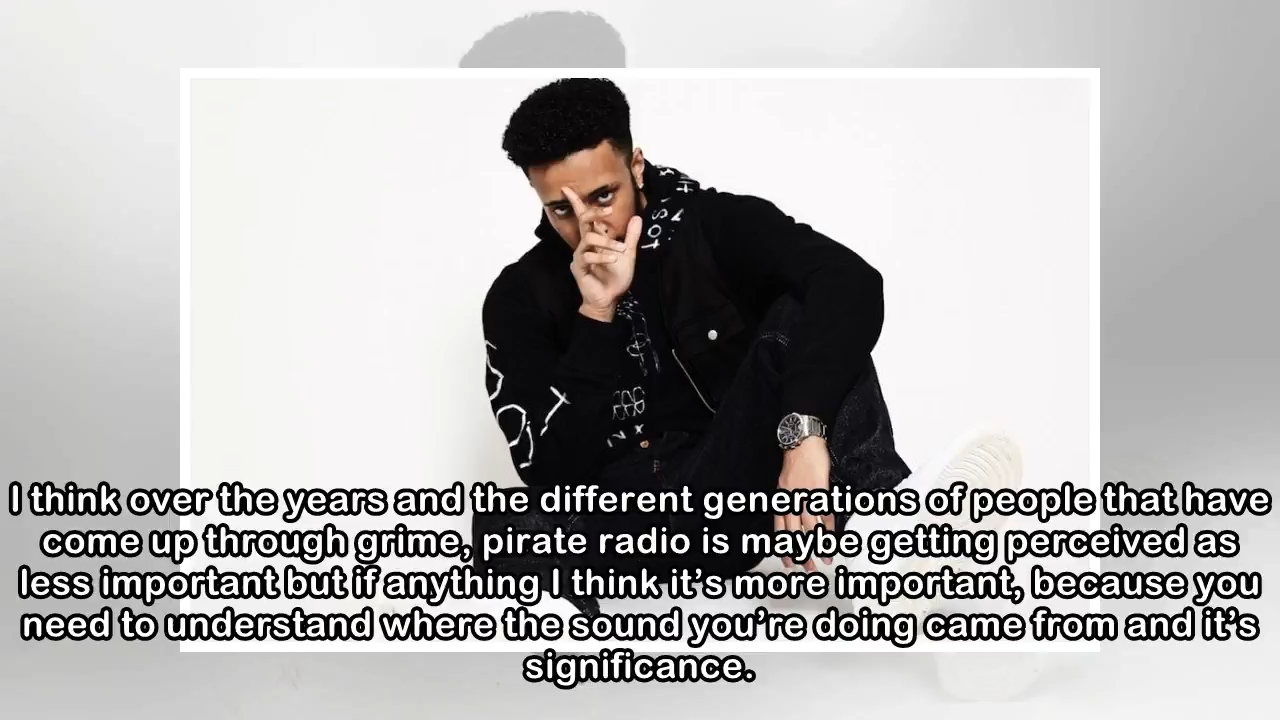 LOST
LOST
I think over the years and the different generations of people that have
come up through grime, pirate radio is maybe getting perceived as
less important but if anything I think it’s more important, because you
need to understand where the sound you’re doing came from and it’s
significance.